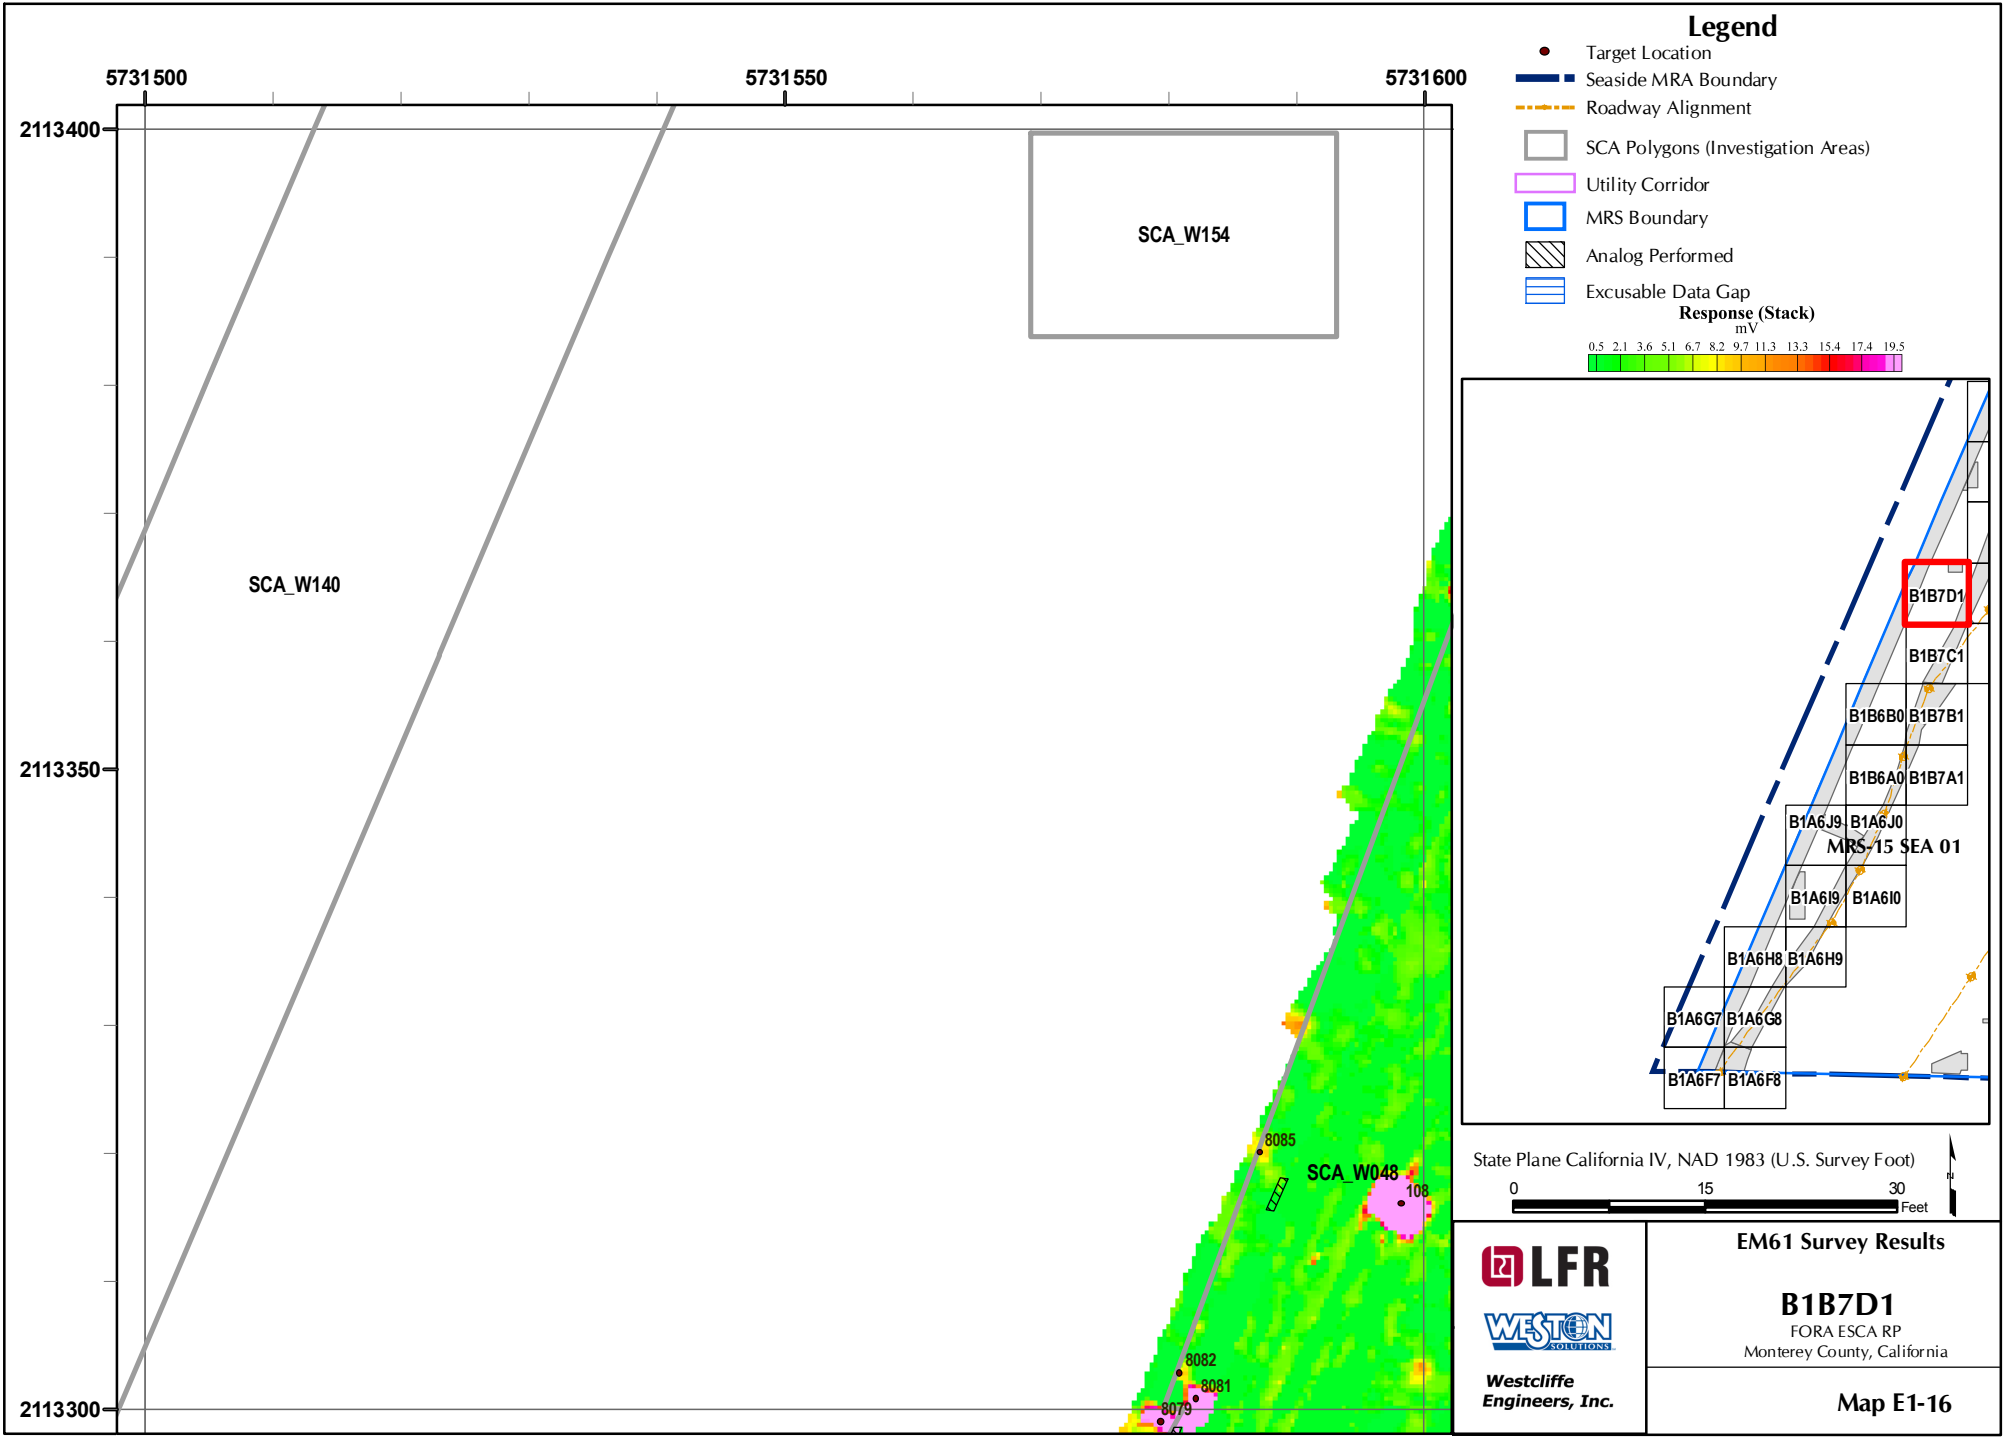 5731500
5731550
5731600
2113400
2113350
2113300
SCA_W154
SCA_W140
SCA_W048
8085
108
8082
8081
8079
Legend
Target Location
Seaside MRA Boundary
Roadway Alignment
SCA Polygons (Investigation Areas)
Utility Corridor
MRS Boundary
Analog Performed
Excusable Data Gap
Response (Stack)
mV
0.5 2.1 3.6 5.1 6.7 8.2 9.7 11.3 13.3 15.4 17.4 19.5
B1B7D1
B1B7C1
B1B6B0 B1B7B1
B1B6A0 B1B7A1
B1A6J9 B1A6J0
MRS-15 SEA 01
B1A6I9 B1A6I0
B1A6H8 B1A6H9
B1A6G7 B1A6G8
B1A6F7 B1A6F8
State Plane California IV, NAD 1983 (U.S. Survey Foot)
0 15 30
Feet
N
LFR
WESTON
SOLUTIONS
Westcliffe
Engineers, Inc.
EM61 Survey Results
B1B7D1
FORA ESCA RP
Monterey County, California
Map E1-16